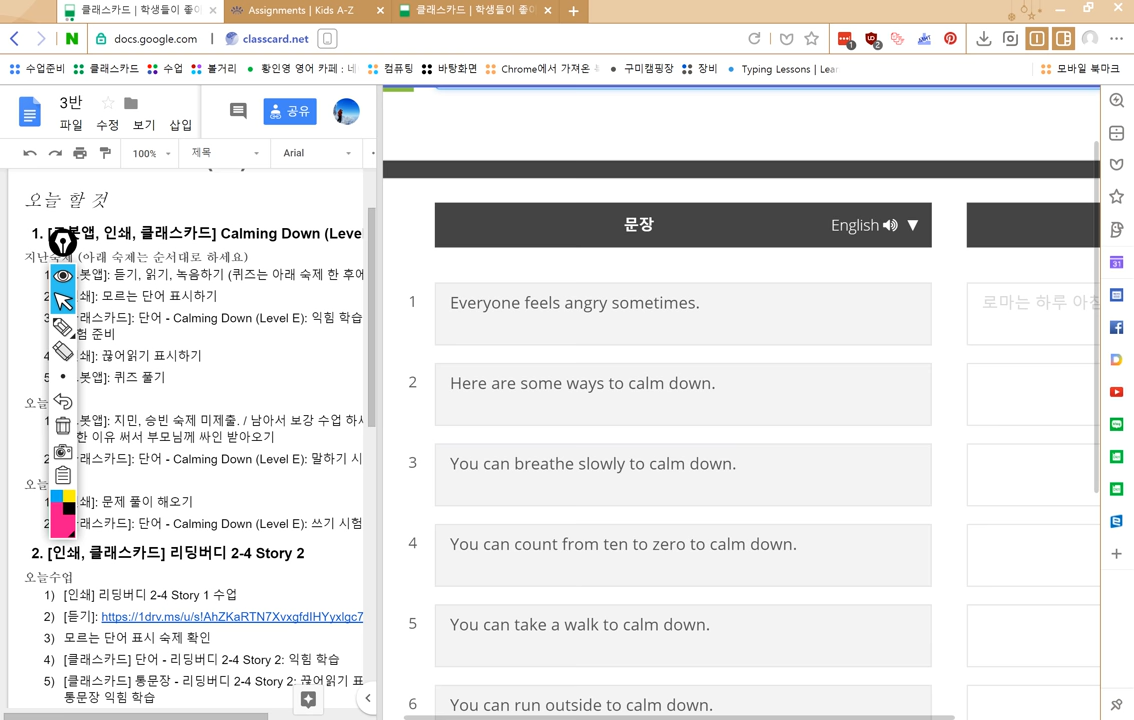 클래스카드 | 학생들이 좋아
Assignments | Kids A-Z
클래스카드 | 학생들이 좋아
docs.google.com
classcard.net
수업준비
클래스카드
수업
볼거리
황인영 영어 카페 : 네
컴퓨팅
바탕화면
Chrome에서 가져온
구미캠핑장
장비
Typing Lessons | Lear
모바일 북마크
3반
파일 수정 보기 삽입
공유
100%
제목
Arial
오늘 할 것
봇앱, 인쇄, 클래스카드] Calming Down (Leve
지난숙제 (아래 숙제는 순서대로 하세요)
봇앱]: 듣기, 읽기, 녹음하기 (퀴즈는 아래 숙제 한 후에
쇄]: 모르는 단어 표시하기
래스카드]: 단어 - Calming Down (Level E): 익힘 학습
험 준비
쇄]: 끊어읽기 표시하기
봇앱]: 퀴즈 풀기
오늘
봇앱]: 지민, 승빈 숙제 미제출. / 남아서 보강 수업 하
한 이유 써서 부모님께 싸인 받아오기
래스카드]: 단어 - Calming Down (Level E): 말하기 시
오늘
쇄]: 문제 풀이 해오기
래스카드]: 단어 - Calming Down (Level E): 쓰기 시험
2. [인쇄, 클래스카드] 리딩버디 2-4 Story 2
오늘수업
1) [인쇄] 리딩버디 2-4 Story 1 수업
2) [듣기]: https://1drv.ms/u/s!AhZKaRTN7XvxgfdIHYyxlgc7
3) 모르는 단어 표시 숙제 확인
4) [클래스카드] 단어 - 리딩버디 2-4 Story 2: 익힘 학습
5) [클래스카드] 통문장 - 리딩버디 2-4 Story 2: 끊어읽기 표
통문장 익힘 학습
문장 English
1 Everyone feels angry sometimes.
로마는 하루 아침
2 Here are some ways to calm down.
3 You can breathe slowly to calm down.
4 You can count from ten to zero to calm down.
5 You can take a walk to calm down.
6 You can run outside to calm down.